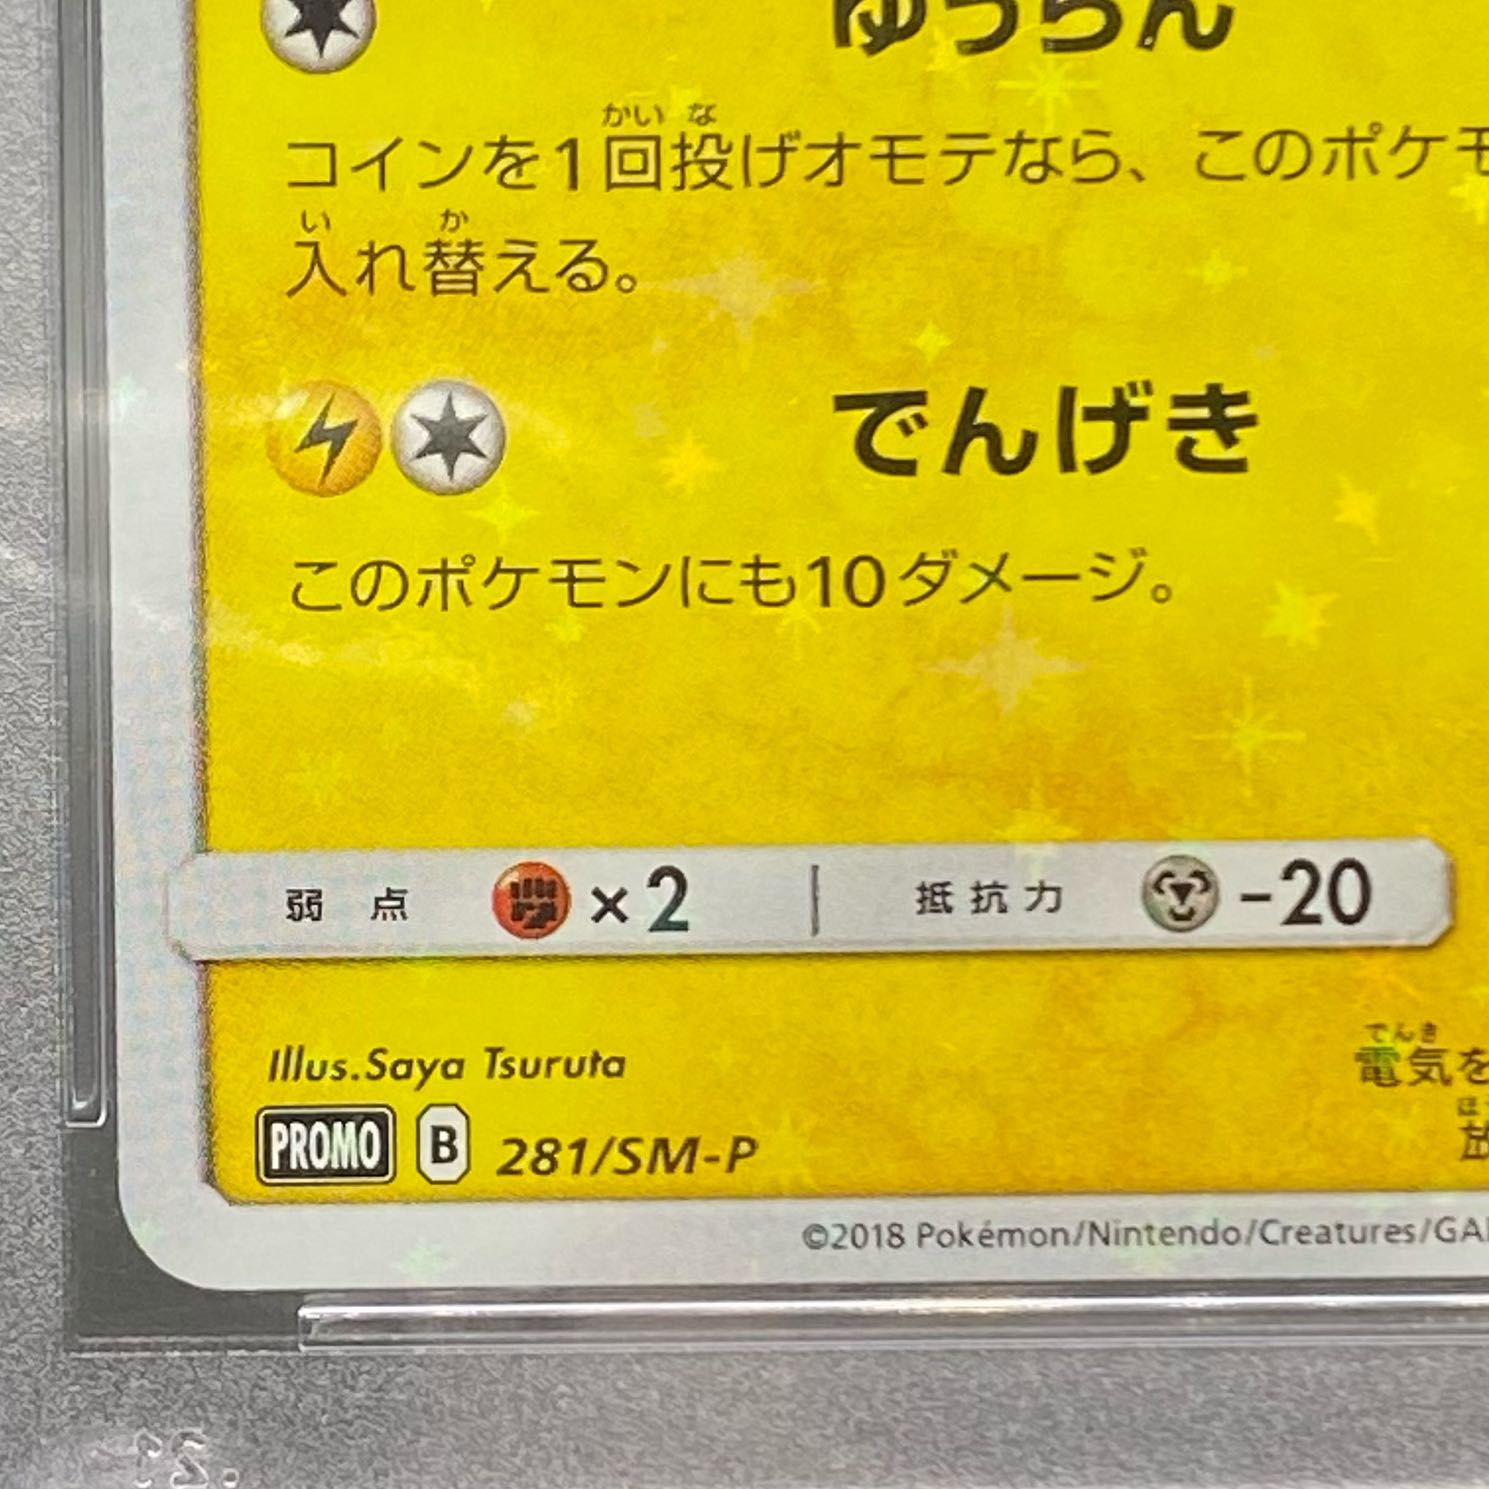 ゆうらん
かい な
コインを1回投げオモテなら、このポケモ
い か
入れ替える。
でんげき
このポケモンにも10ダメージ。
弱点 ×2 抵抗力 -20
Illus.Saya Tsuruta
でんき
電気を
PROMO B 281/SM-P
放
©2018 Pokémon/Nintendo/Creatures/GA